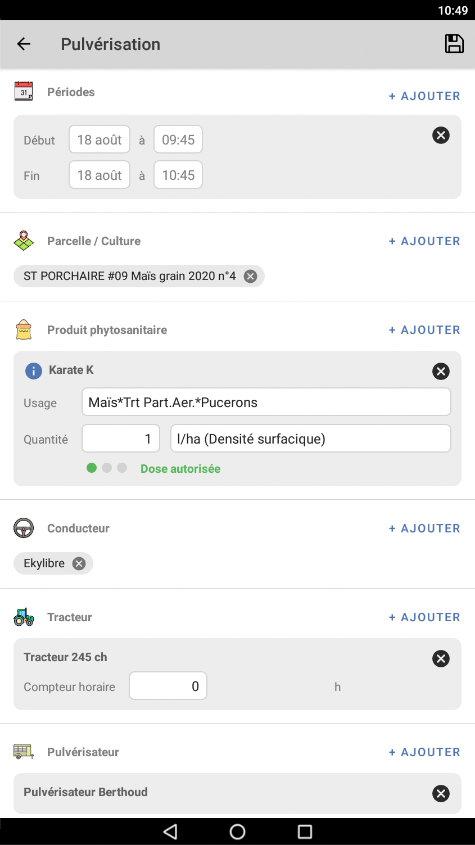 10:49
Pulvérisation
31
Périodes
+ AJOUTER
Début 18 août à 09:45
Fin 18 août à 10:45
Parcelle / Culture
+ AJOUTER
ST PORCHAIRE #09 Maïs grain 2020 n°4
Produit phytosanitaire
+ AJOUTER
Karate K
Usage Maïs*Trt Part.Aer.*Pucerons
Quantité 1 l/ha (Densité surfacique)
Dose autorisée
Conducteur
+ AJOUTER
Ekylibre
Tracteur
+ AJOUTER
Tracteur 245 ch
Compteur horaire 0 h
Pulvérisateur
+ AJOUTER
Pulvérisateur Berthoud